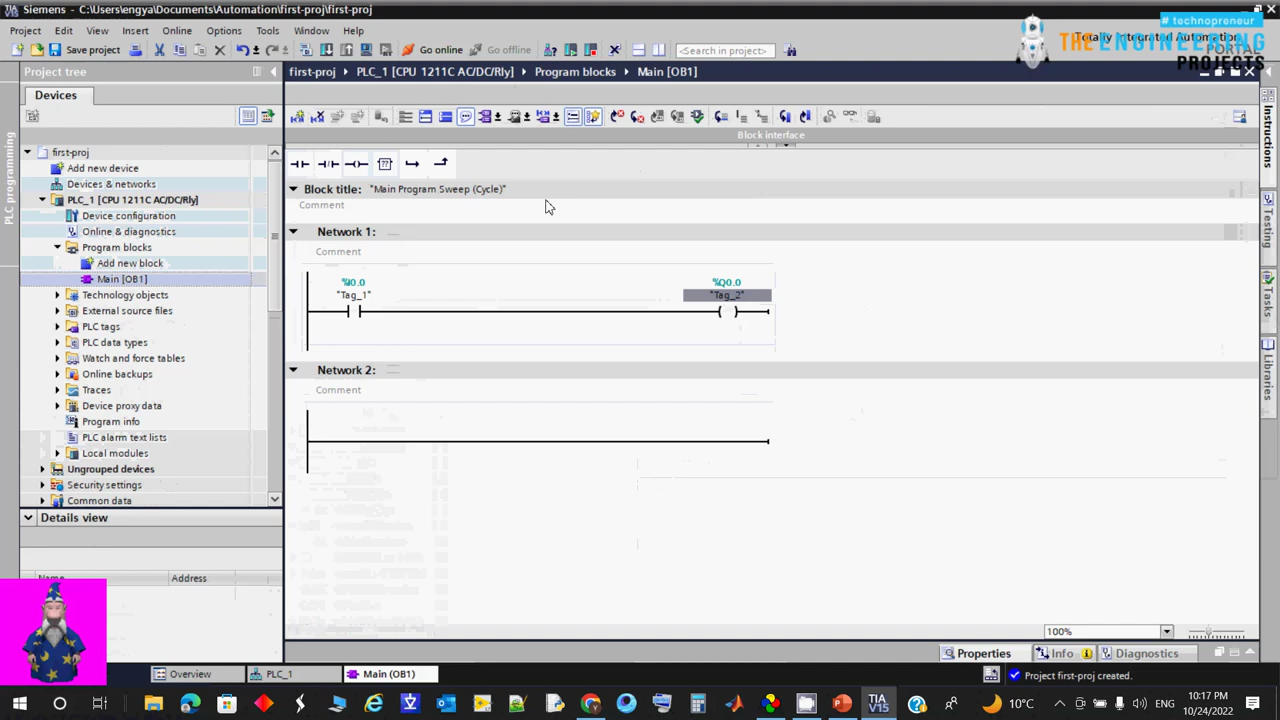 Siemens - C:\Users\engya\Documents\Automation\first-proj\first-proj
# technopreneur
Project Edit View Insert Online Options Tools Window Help
Totally Integrated Automation
PORTAL
THE ENGINEERING
PROJECTS
Save project
Go online
Go offline
<Search in project>
Project tree
first-proj
PLC_1 [CPU 1211C AC/DC/Rly]
Program blocks
Main [OB1]
Devices
PLC programming
Block interface
first-proj
Add new device
Devices & networks
PLC_1 [CPU 1211C AC/DC/Rly]
Device configuration
Online & diagnostics
Program blocks
Add new block
Main [OB1]
Technology objects
External source files
PLC tags
PLC data types
Watch and force tables
Online backups
Traces
Device proxy data
Program info
PLC alarm text lists
Local modules
Ungrouped devices
Security settings
Common data
Details view
Name
Address
??
Block title: "Main Program Sweep (Cycle)"
Comment
Network 1:
Comment
%I0.0
"Tag_1"
%Q0.0
"Tag_2"
Network 2:
Comment
100%
Instructions
Testing
Tasks
Libraries
Properties
Info
Diagnostics
Overview
PLC_1
Main (OB1)
Project first-proj created.
TIA
V15
10°C
10:17 PM
10/24/2022